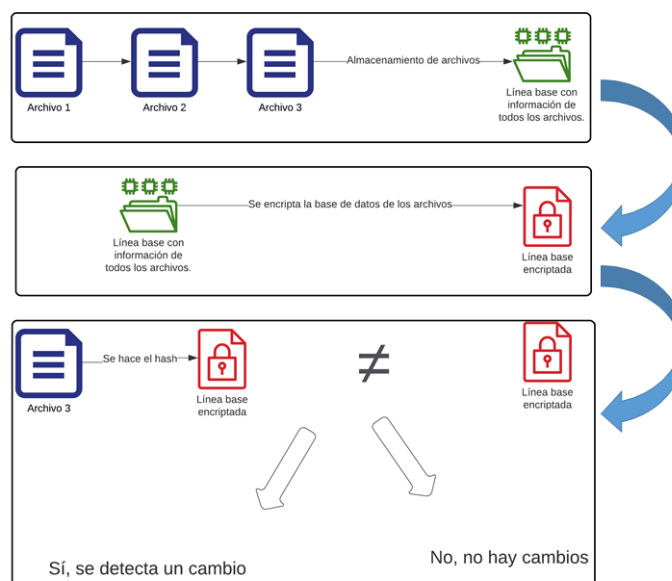 Almacenamiento de archivos
Archivo 1
Archivo 2
Archivo 3
Línea base con
información de
todos los archivos.
Se encripta la base de datos de los archivos
Línea base con
información de
todos los archivos.
Línea base
encriptada
Se hace el hash
≠
Archivo 3
Línea base
encriptada
Línea base
encriptada
Sí, se detecta un cambio
No, no hay cambios